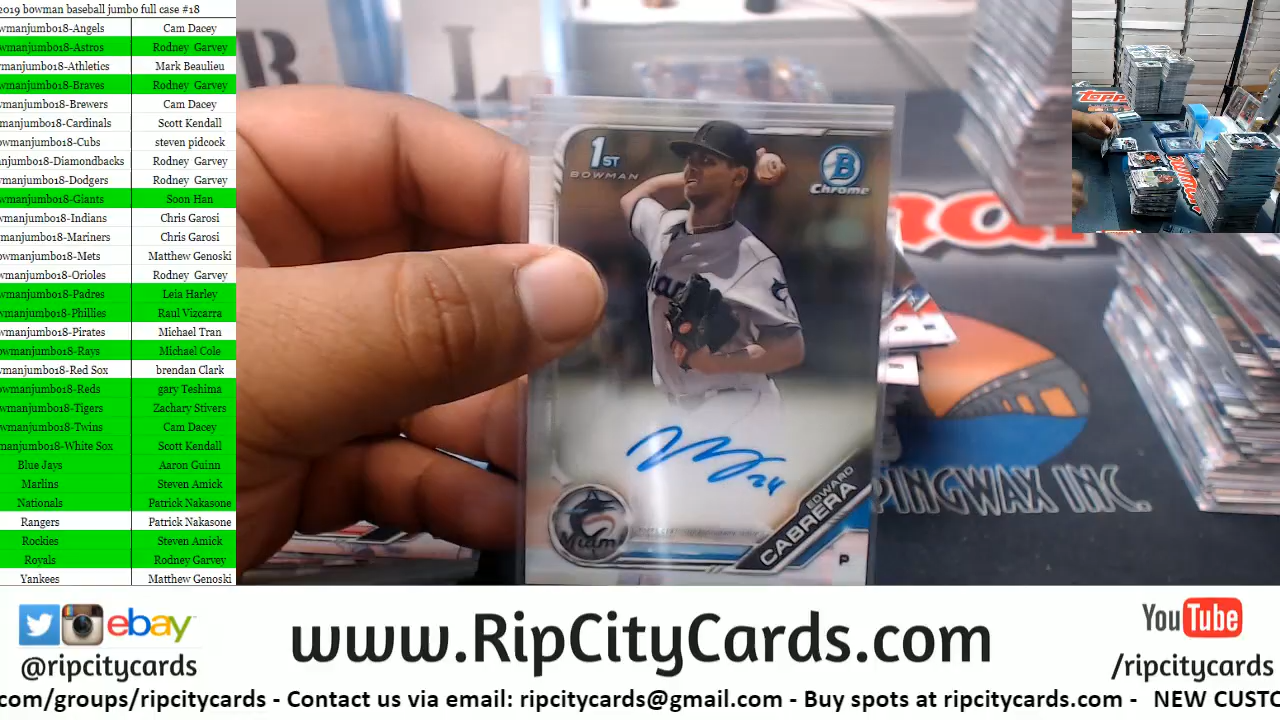 2019 bowman baseball jumbo full case #18
wmanjumbo18-Angels Cam Dacey
wmanjumbo18-Astros Rodney Garvey
wmanjumbo18-Athletics Mark Beaulieu
wmanjumbo18-Braves Rodney Garvey
wmanjumbo18-Brewers Cam Dacey
manjumbo18-Cardinals Scott Kendall
owmanjumbo18-Cubs steven pidcock
anjumbo18-Diamondbacks Rodney Garvey
wmanjumbo18-Dodgers Rodney Garvey
wmanjumbo18-Giants Soon Han
wmanjumbo18-Indians Chris Garosi
manjumbo18-Mariners Chris Garosi
wmanjumbo18-Mets Matthew Genoski
wmanjumbo18-Orioles Rodney Garvey
wmanjumbo18-Padres Leia Harley
wmanjumbo18-Phillies Raul Vizcarra
wmanjumbo18-Pirates Michael Tran
owmanjumbo18-Rays Michael Cole
wmanjumbo18-Red Sox brendan Clark
owmanjumbo18-Reds gary Teshima
wmanjumbo18-Tigers Zachary Stivers
wmanjumbo18-Twins Cam Dacey
manjumbo18-White Sox Scott Kendall
Blue Jays Aaron Guinn
Marlins Steven Amick
Nationals Patrick Nakasone
Rangers Patrick Nakasone
Rockies Steven Amick
Royals Rodney Garvey
Yankees Matthew Genoski
1ST
BOWMAN
B
Chrome
24
Miami
EDWARD
CABRERA
P
PINGWAX INC.
ebay
@ripcitycards
www.RipCityCards.com
YouTube
/ripcitycards
com/groups/ripcitycards - Contact us via email: ripcitycards@gmail.com - Buy spots at ripcitycards.com - NEW CUSTO